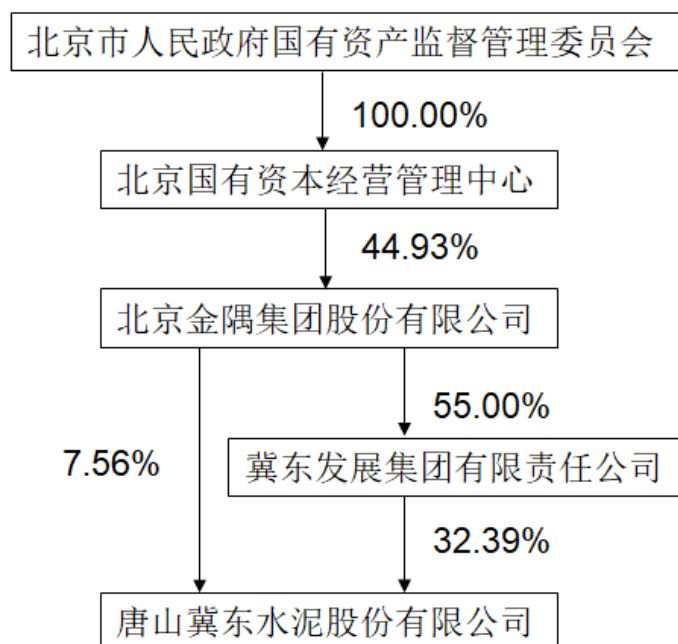 北京市人民政府国有资产监督管理委员会
100.00%
北京国有资本经营管理中心
44.93%
北京金隅集团股份有限公司
55.00%
7.56%
冀东发展集团有限责任公司
32.39%
唐山冀东水泥股份有限公司